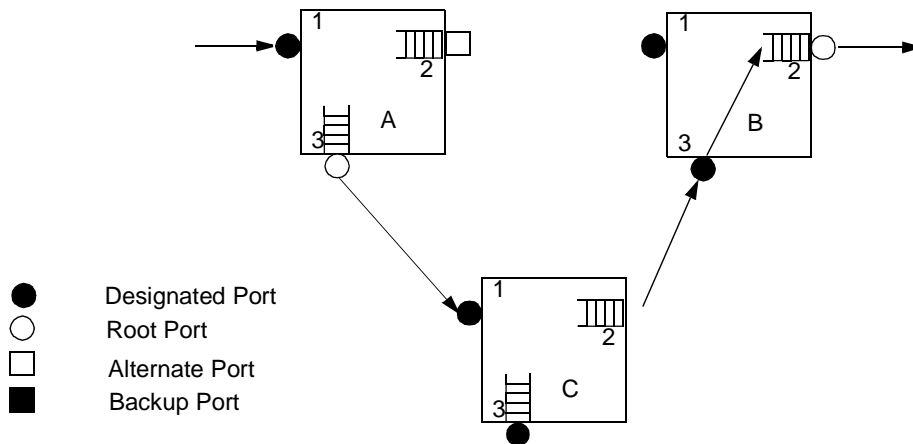 1
2
A
3
1
2
B
3
1
2
C
3
Designated Port
Root Port
Alternate Port
Backup Port